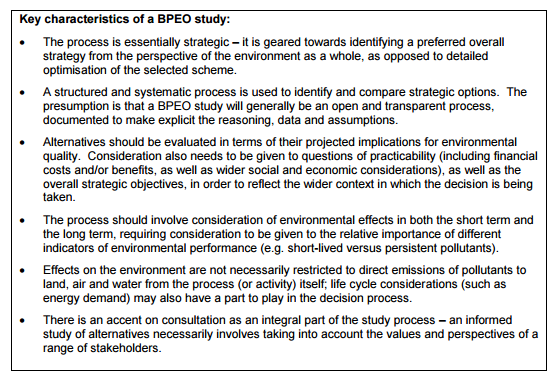 Key characteristics of a BPEO study:
• The process is essentially strategic – it is geared towards identifying a preferred overall
strategy from the perspective of the environment as a whole, as opposed to detailed
optimisation of the selected scheme.
• A structured and systematic process is used to identify and compare strategic options. The
presumption is that a BPEO study will generally be an open and transparent process,
documented to make explicit the reasoning, data and assumptions.
• Alternatives should be evaluated in terms of their projected implications for environmental
quality. Consideration also needs to be given to questions of practicability (including financial
costs and/or benefits, as well as wider social and economic considerations), as well as the
overall strategic objectives, in order to reflect the wider context in which the decision is being
taken.
• The process should involve consideration of environmental effects in both the short term and
the long term, requiring consideration to be given to the relative importance of different
indicators of environmental performance (e.g. short-lived versus persistent pollutants).
• Effects on the environment are not necessarily restricted to direct emissions of pollutants to
land, air and water from the process (or activity) itself; life cycle considerations (such as
energy demand) may also have a part to play in the decision process.
• There is an accent on consultation as an integral part of the study process – an informed
study of alternatives necessarily involves taking into account the values and perspectives of a
range of stakeholders.